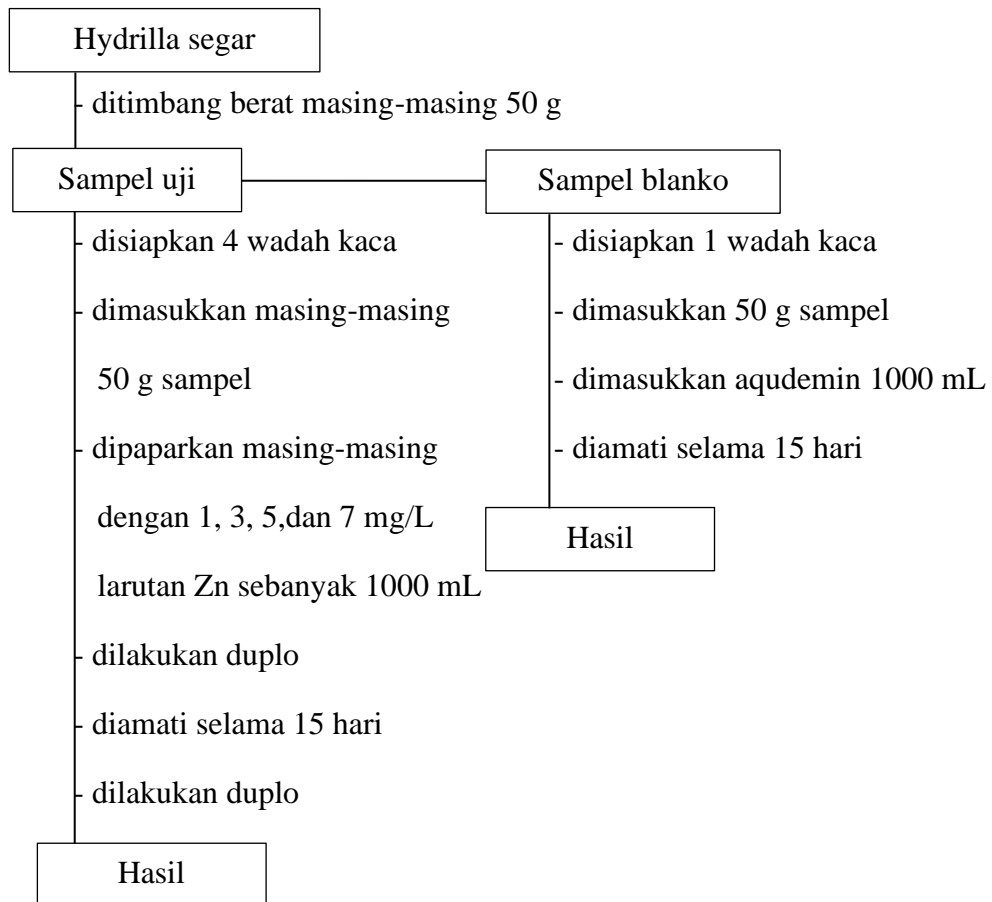 Hydrilla segar
- ditimbang berat masing-masing 50 g
Sampel uji
- disiapkan 4 wadah kaca
- dimasukkan masing-masing
50 g sampel
- dipaparkan masing-masing
dengan 1, 3, 5,dan 7 mg/L
larutan Zn sebanyak 1000 mL
- dilakukan duplo
- diamati selama 15 hari
- dilakukan duplo
Hasil
Sampel blanko
- disiapkan 1 wadah kaca
- dimasukkan 50 g sampel
- dimasukkan aqudemin 1000 mL
- diamati selama 15 hari
Hasil